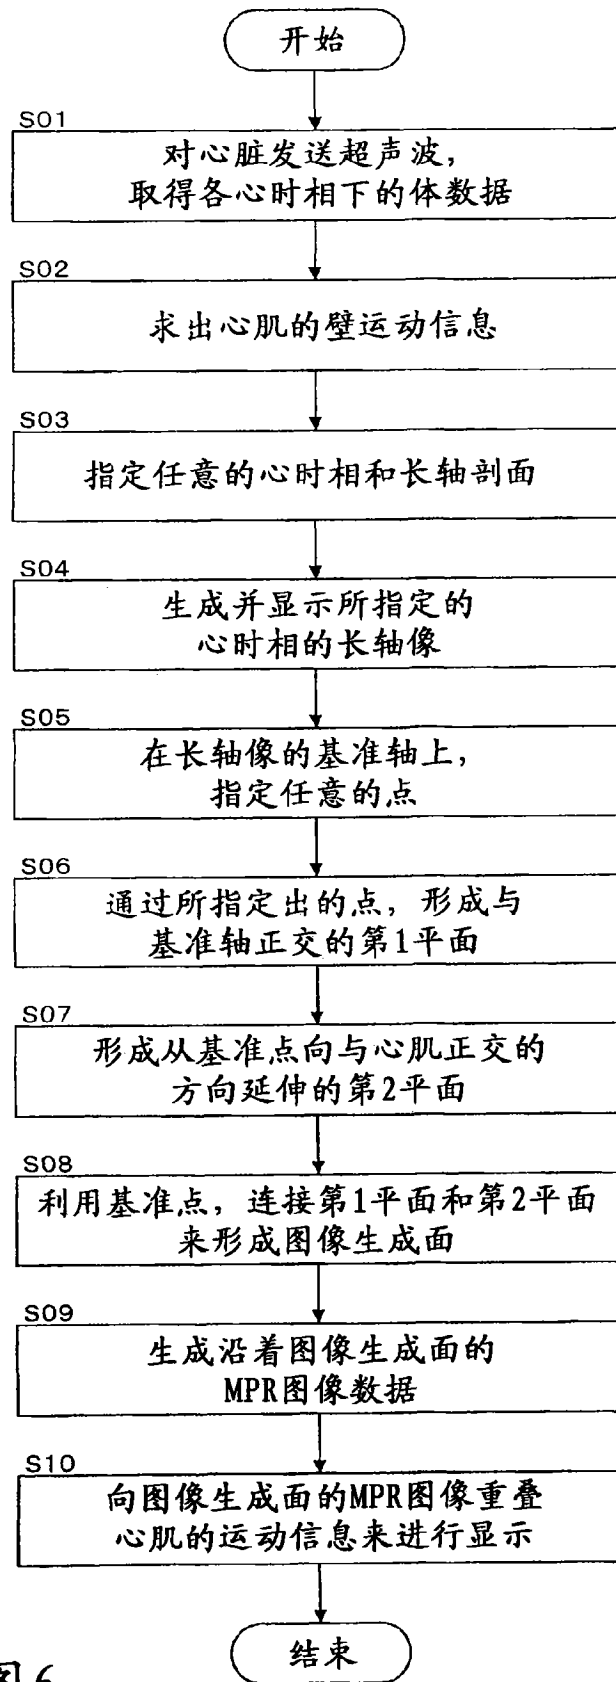 开始
S01
对心脏发送超声波，
取得各心时相下的体数据
S02
求出心肌的壁运动信息
S03
指定任意的心时相和长轴剖面
S04
生成并显示所指定的
心时相的长轴像
S05
在长轴像的基准轴上，
指定任意的点
S06
通过所指定出的点，形成与
基准轴正交的第1平面
S07
形成从基准点向与心肌正交的
方向延伸的第2平面
S08
利用基准点，连接第1平面和第2平面
来形成图像生成面
S09
生成沿着图像生成面的
MPR图像数据
S10
向图像生成面的MPR图像重叠
心肌的运动信息来进行显示
结束
图6